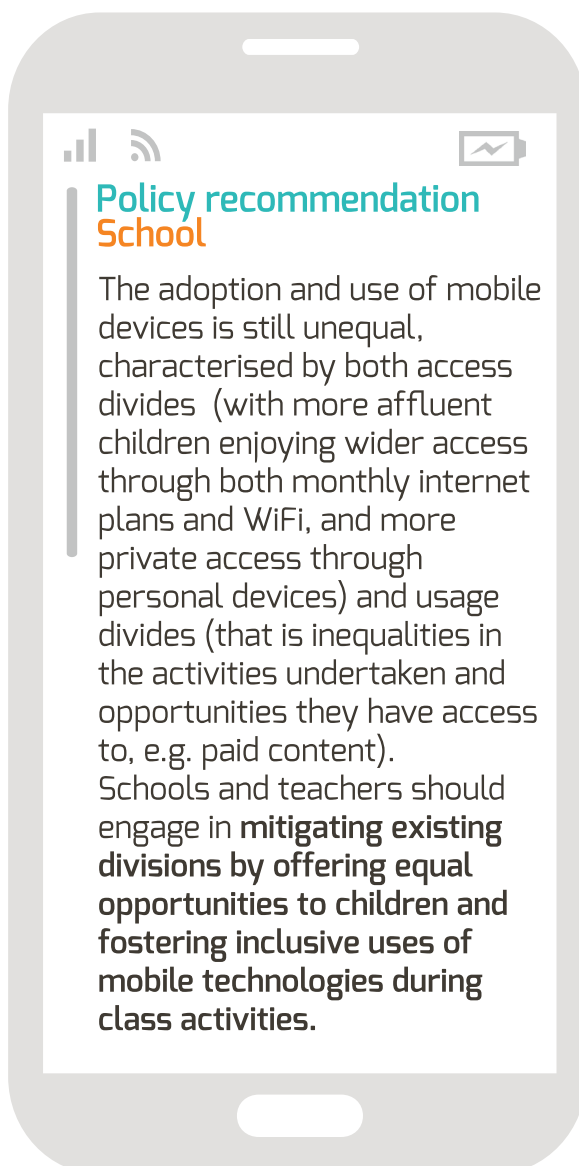 Policy recommendation
School
The adoption and use of mobile
devices is still unequal,
characterised by both access
divides  (with more affluent
children enjoying wider access
through both monthly internet
plans and WiFi, and more
private access through
personal devices) and usage
divides (that is inequalities in
the activities undertaken and
opportunities they have access
to, e.g. paid content).
Schools and teachers should
engage in mitigating existing
divisions by offering equal
opportunities to children and
fostering inclusive uses of
mobile technologies during
class activities.